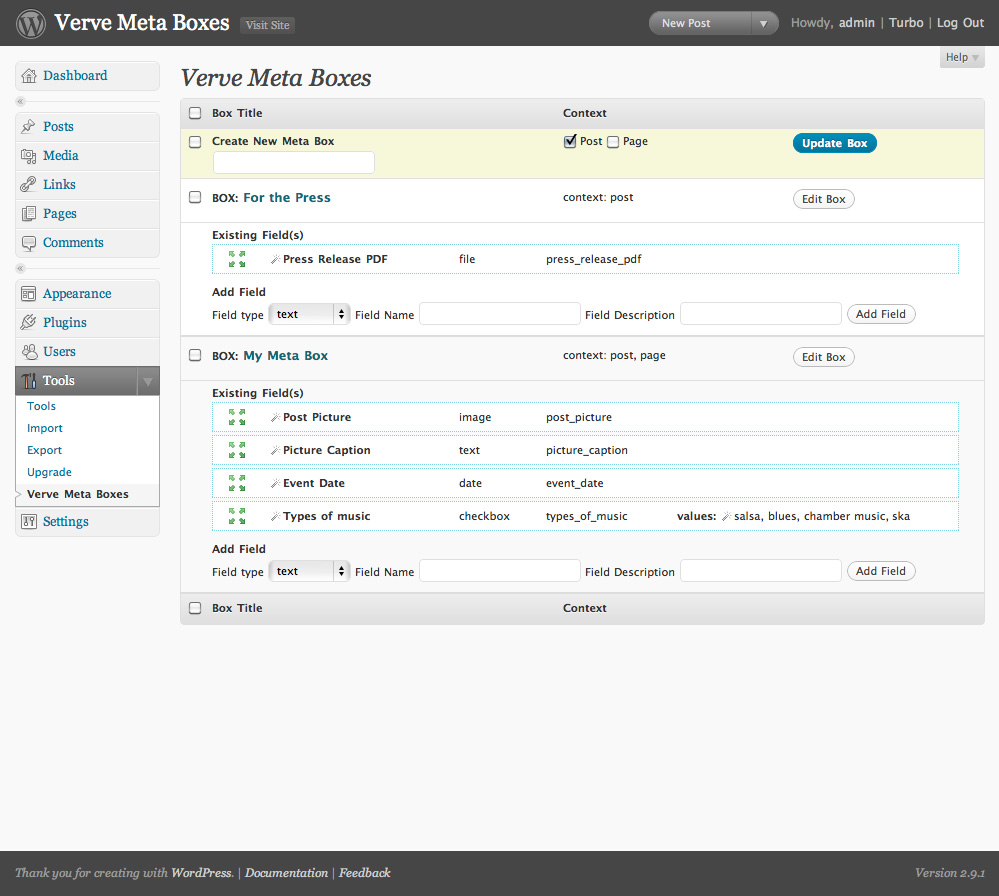 Verve Meta Boxes Visit Site New Post Howdy, admin | Turbo | Log Out
Help
Dashboard
Posts
Media
Links
Pages
Comments
Appearance
Plugins
Users
Tools
Tools
Import
Export
Upgrade
Verve Meta Boxes
Settings
Verve Meta Boxes
Box Title Context
Create New Meta Box Post Page Update Box
BOX: For the Press context: post Edit Box
Existing Field(s)
Press Release PDF file press_release_pdf
Add Field
Field type text Field Name Field Description Add Field
BOX: My Meta Box context: post, page Edit Box
Existing Field(s)
Post Picture image post_picture
Picture Caption text picture_caption
Event Date date event_date
Types of music checkbox types_of_music values: salsa, blues, chamber music, ska
Add Field
Field type text Field Name Field Description Add Field
Box Title Context
Thank you for creating with WordPress. | Documentation | Feedback Version 2.9.1